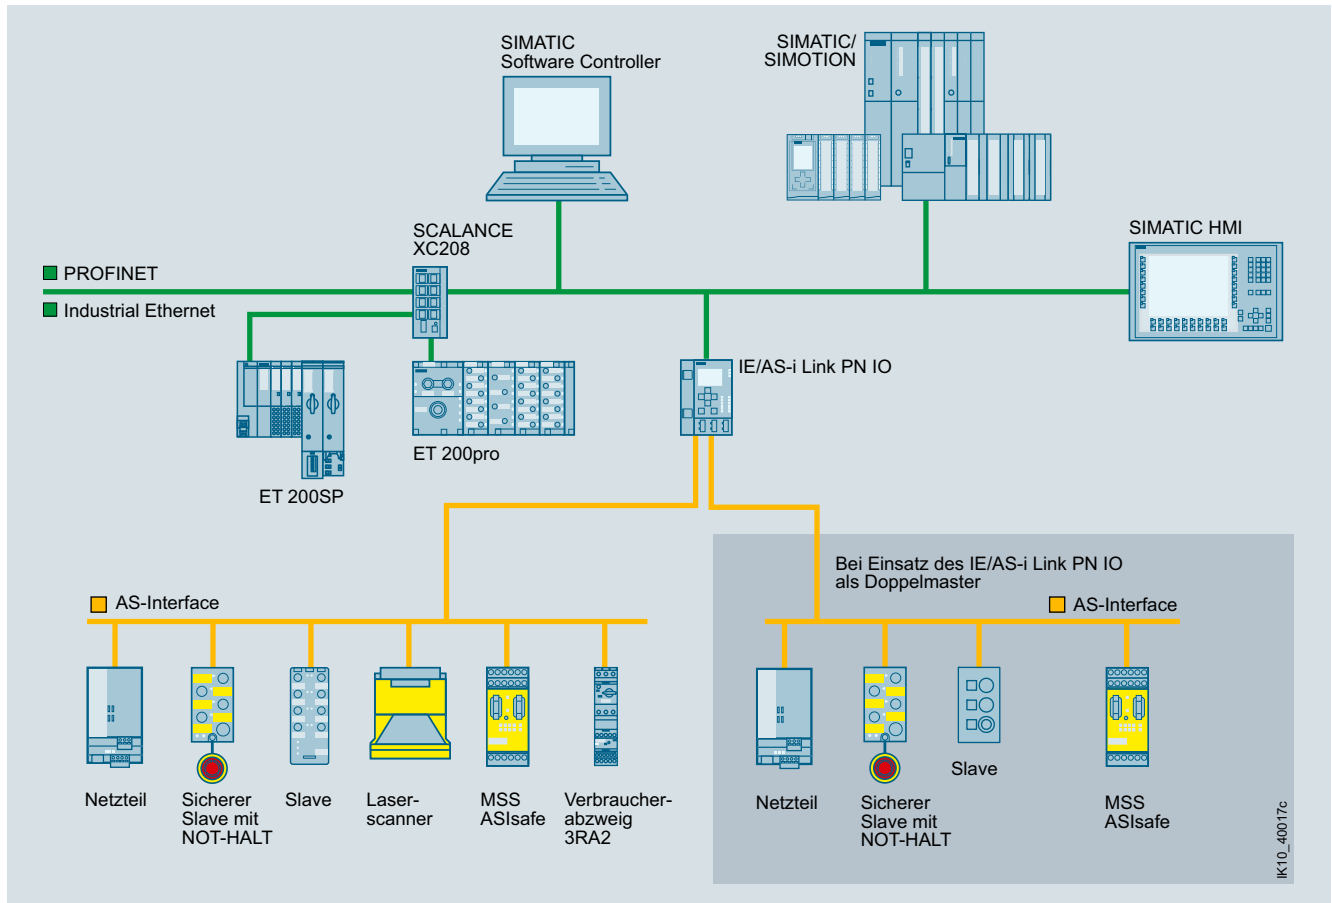 SIMATIC
Software Controller
SIMATIC/
SIMOTION
SCALANCE
XC208
SIMATIC HMI
PROFINET
Industrial Ethernet
IE/AS-i Link PN IO
ET 200pro
ET 200SP
Bei Einsatz des IE/AS-i Link PN IO
als Doppelmaster
AS-Interface
AS-Interface
Netzteil
Sicherer
Slave mit
NOT-HALT
Slave
Laser-
scanner
MSS
ASIsafe
Verbraucher-
abzweig
3RA2
Netzteil
Sicherer
Slave mit
NOT-HALT
Slave
MSS
ASIsafe
IK10_40017c